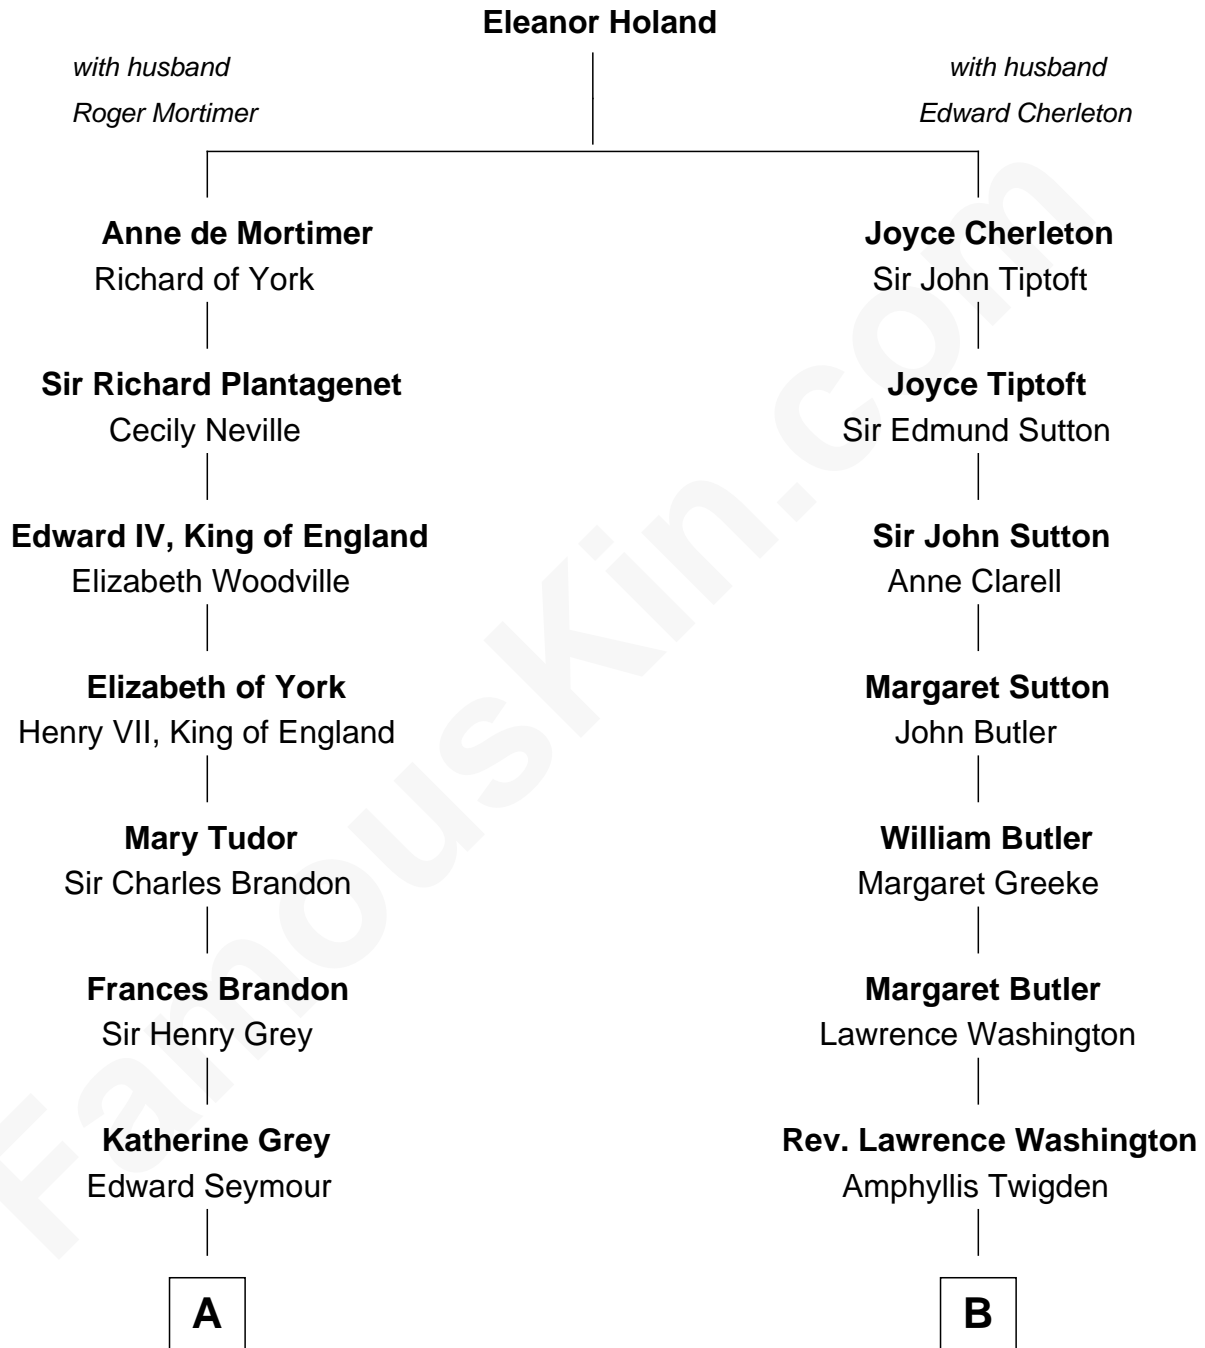 Eleanor Holand
with husband
Roger Mortimer
with husband
Edward Cherleton
Anne de Mortimer
Richard of York
Joyce Cherleton
Sir John Tiptoft
Sir Richard Plantagenet
Cecily Neville
Joyce Tiptoft
Sir Edmund Sutton
Edward IV, King of England
Elizabeth Woodville
Sir John Sutton
Anne Clarell
Elizabeth of York
Henry VII, King of England
Margaret Sutton
John Butler
Mary Tudor
Sir Charles Brandon
William Butler
Margaret Greeke
Frances Brandon
Sir Henry Grey
Margaret Butler
Lawrence Washington
Katherine Grey
Edward Seymour
Rev. Lawrence Washington
Amphyllis Twigden
A
B
FamousKin.com